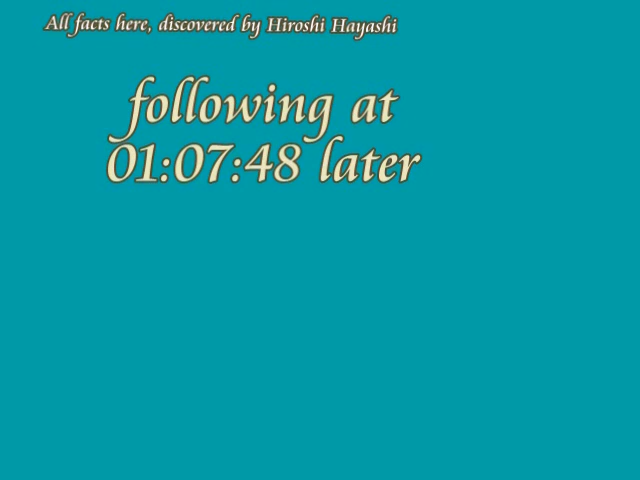 All facts here, discovered by Hiroshi Hayashi
following at
01:07:48 later